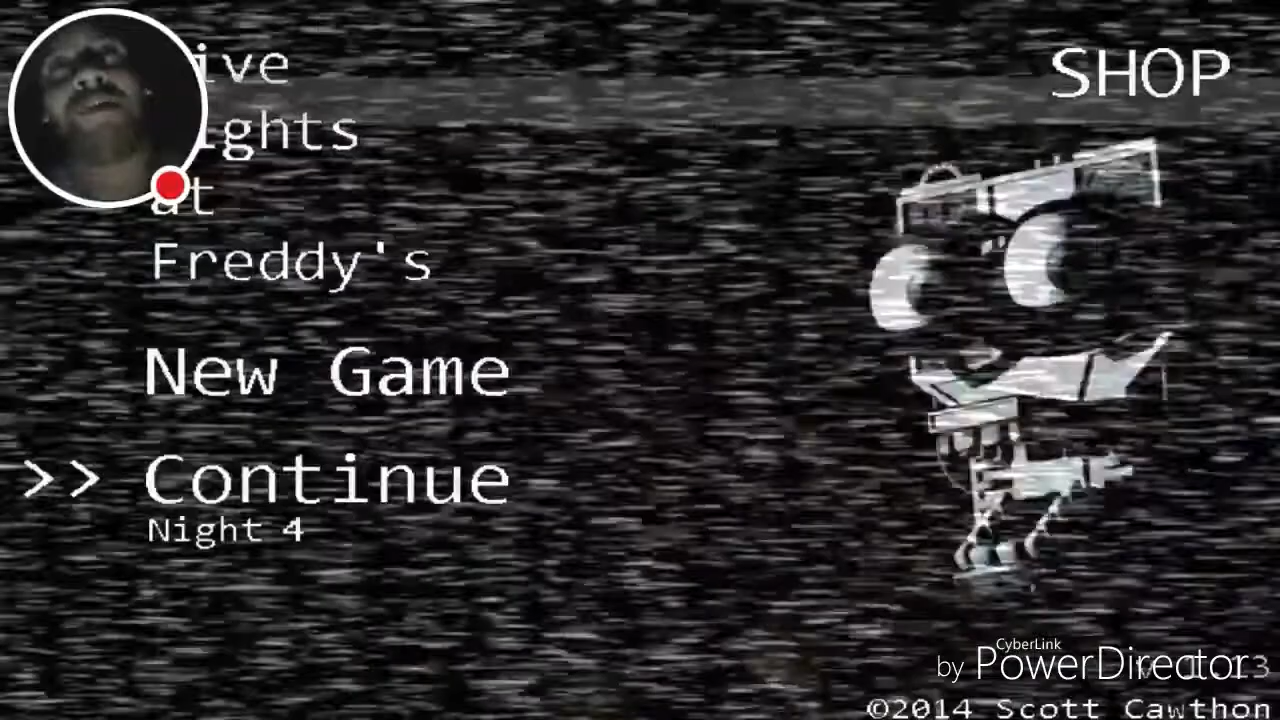 ive
ights
at
Freddy's
SHOP
New Game
>> Continue
Night 4
CyberLink
by PowerDirector
©2014 Scott Cawthon